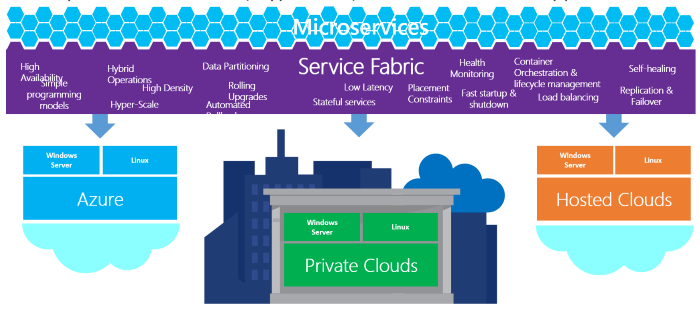 Microservices
Service Fabric
High
Availability
Simple
programming
models
Hybrid
Operations
High Density
Hyper-Scale
Data Partitioning
Rolling
Upgrades
Automated
Low Latency
Stateful services
Placement
Constraints
Health
Monitoring
Fast startup &
shutdown
Container
Orchestration &
lifecycle management
Load balancing
Self-healing
Replication &
Failover
Windows
Server
Linux
Azure
Windows
Server
Linux
Private Clouds
Windows
Server
Linux
Hosted Clouds